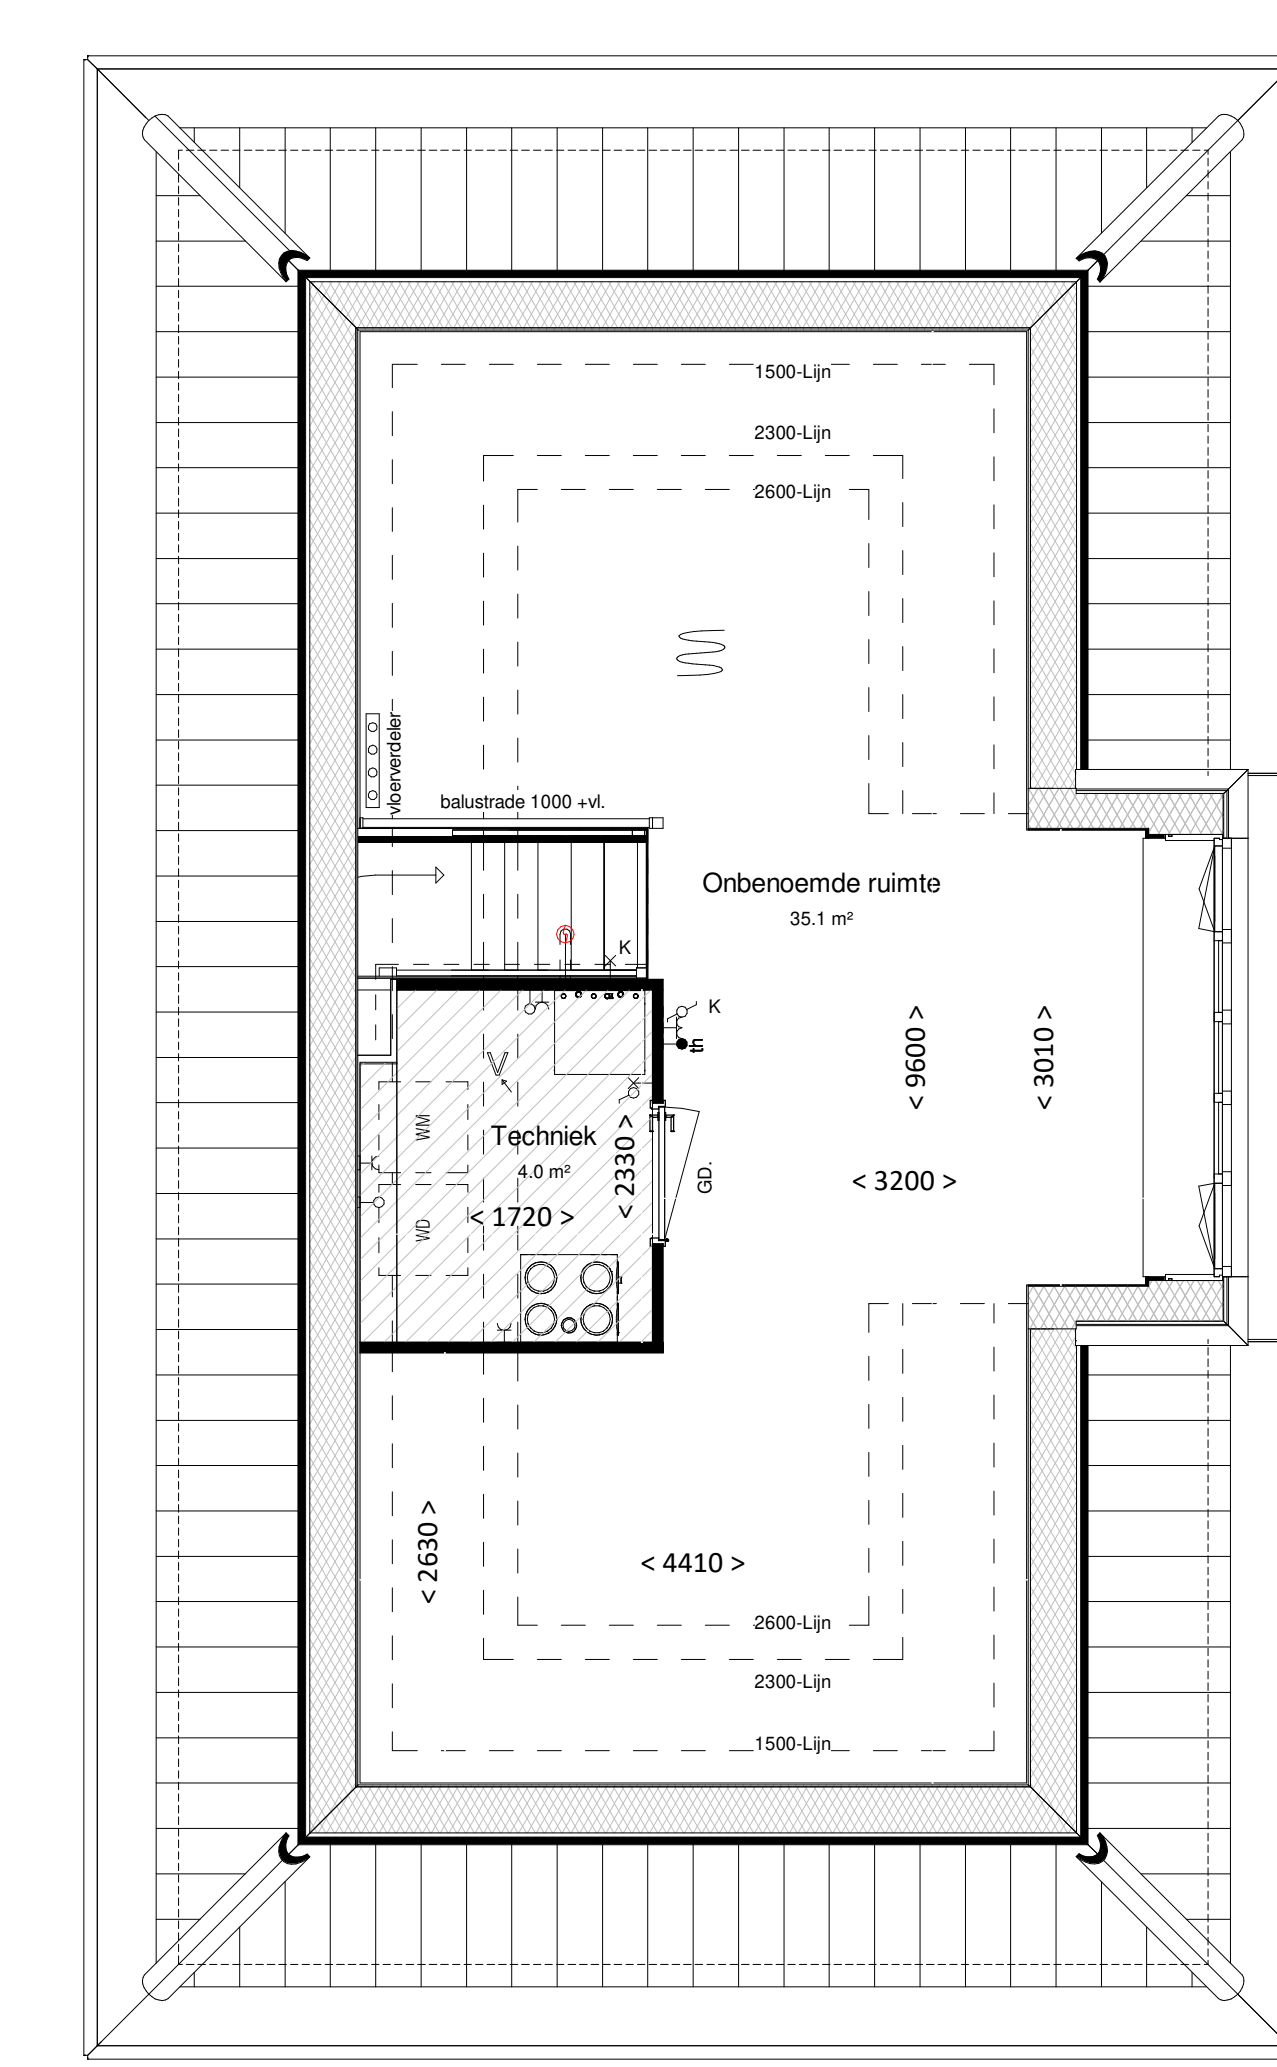 1500-Lijn
2300-Lijn
2600-Lijn
vloerverdeler
balustrade 1000 +vl.
Onbenoemde ruimte
35.1 m²
K
K
th
< 9600 >
< 3010 >
WM
Techniek
4.0 m²
< 2330 >
GD.
< 3200 >
WD
< 1720 >
< 2630 >
< 4410 >
2600-Lijn
2300-Lijn
1500-Lijn